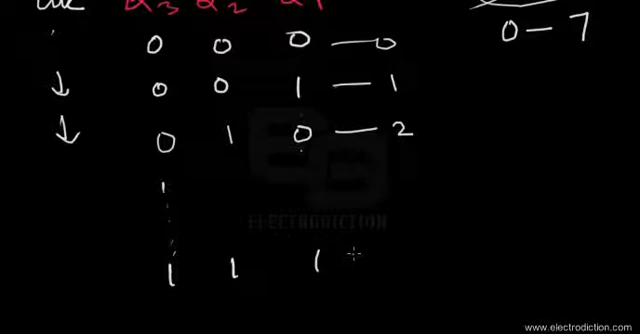 Clk Q3 Q2 Q1
0 0 0 — 0
0 — 7
↓ 0 0 1 — 1
↓ 0 1 0 — 2
ELECTRODICTION
1 1 1
www.electrodiction.com